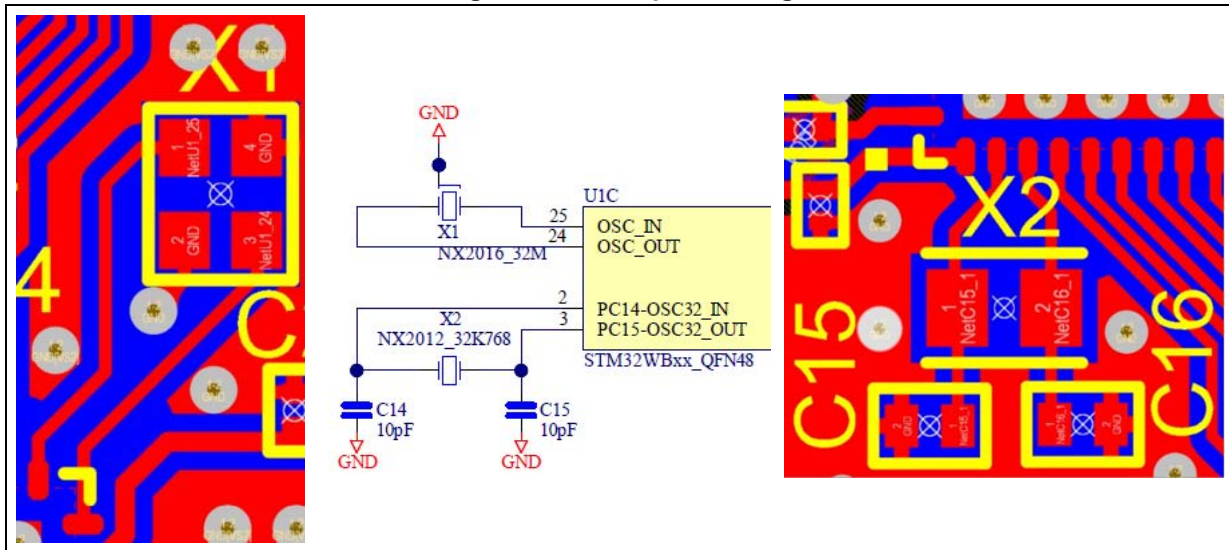 X1
1
NetU1_25
4
GND
2
GND
3
NetU1_24
4
GND
X1
NX2016_32M
25
24
U1C
OSC_IN
OSC_OUT
2
3
PC14-OSC32_IN
PC15-OSC32_OUT
STM32WBxx_QFN48
X2
NX2012_32K768
C14
10pF
GND
C15
10pF
GND
X2
1
NetC15_1
2
NetC16_1
C15
C16
2
GND
1
NetC15_1
1
NetC16_1
2
GND